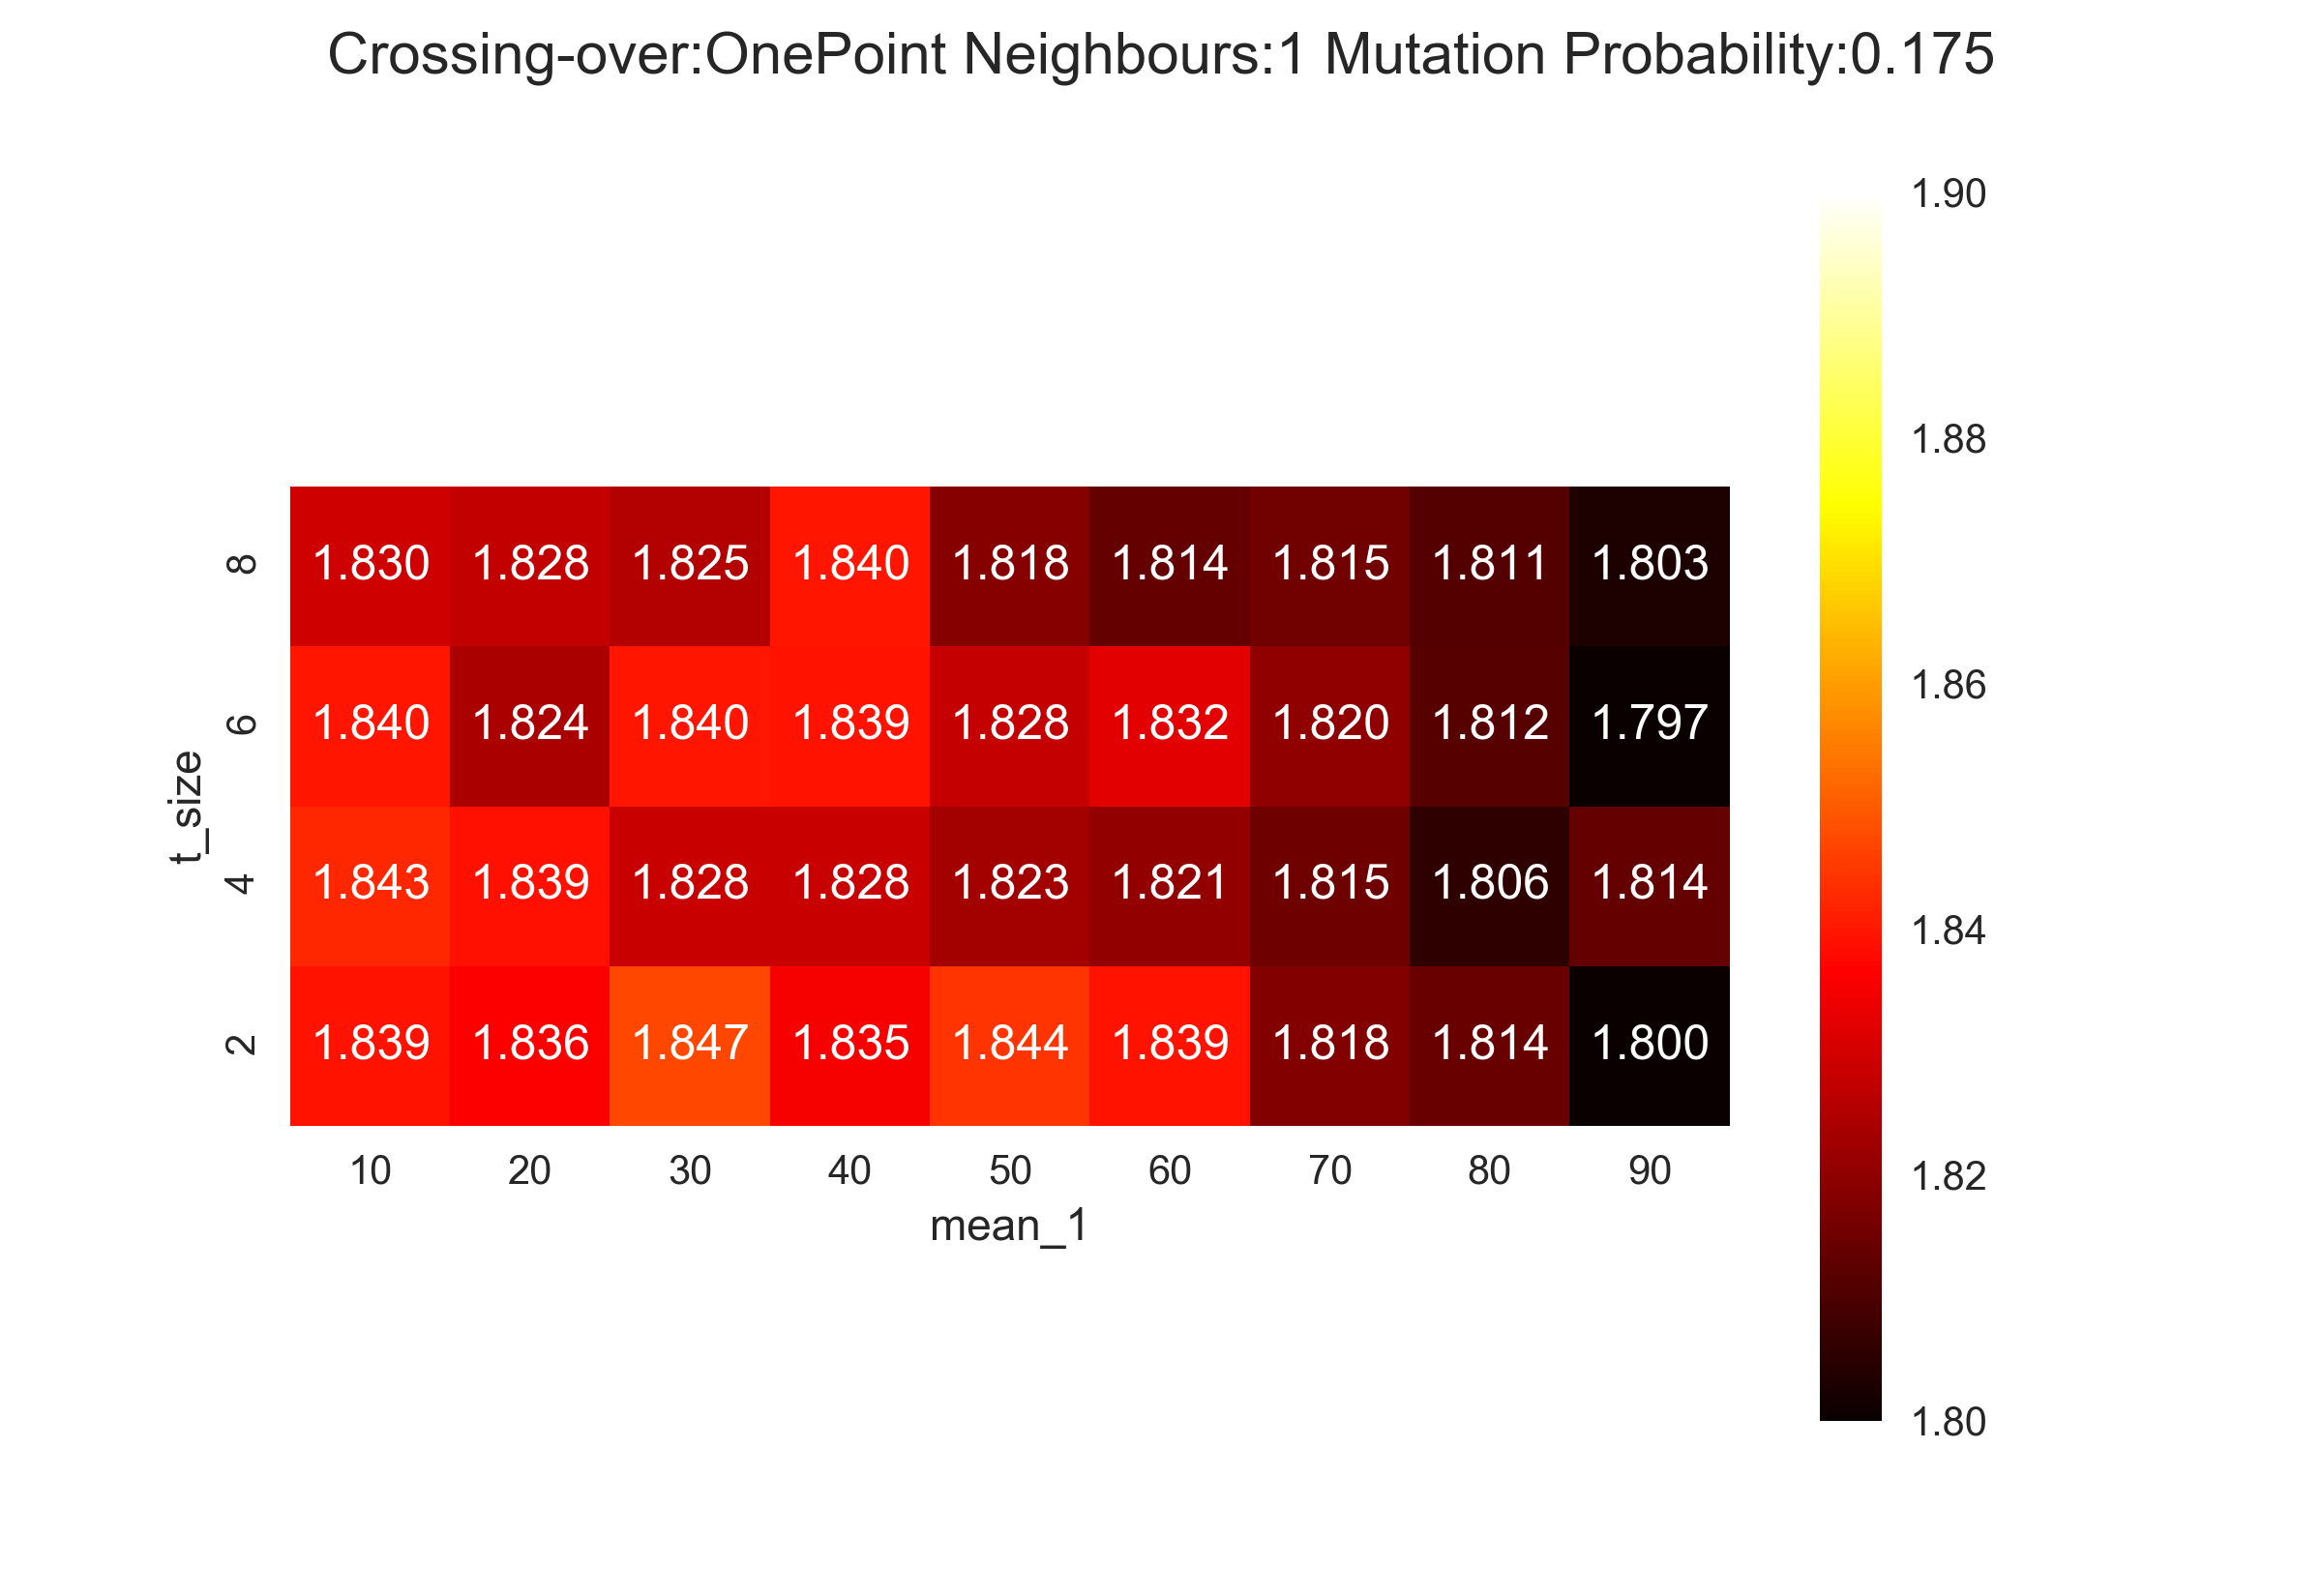 Crossing-over:OnePoint Neighbours:1 Mutation Probability:0.175
t_size
8 1.830 1.828 1.825 1.840 1.818 1.814 1.815 1.811 1.803
6 1.840 1.824 1.840 1.839 1.828 1.832 1.820 1.812 1.797
4 1.843 1.839 1.828 1.828 1.823 1.821 1.815 1.806 1.814
2 1.839 1.836 1.847 1.835 1.844 1.839 1.818 1.814 1.800
10 20 30 40 50 60 70 80 90
mean_1
1.90
1.88
1.86
1.84
1.82
1.80